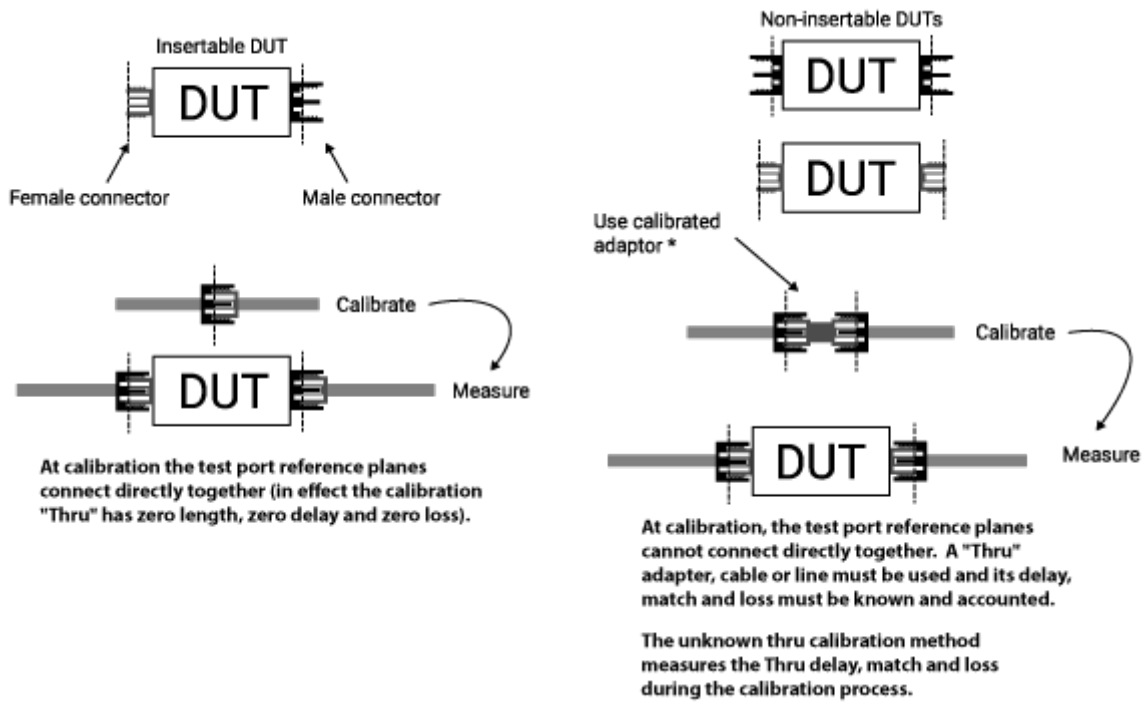 Insertable DUT
DUT
Female connector
Male connector
Calibrate
DUT
Measure
At calibration the test port reference planes
connect directly together (in effect the calibration
"Thru" has zero length, zero delay and zero loss).
Non-insertable DUTs
DUT
DUT
Use calibrated
adaptor *
Calibrate
DUT
Measure
At calibration, the test port reference planes
cannot connect directly together. A "Thru"
adapter, cable or line must be used and its delay,
match and loss must be known and accounted.
The unknown thru calibration method
measures the Thru delay, match and loss
during the calibration process.